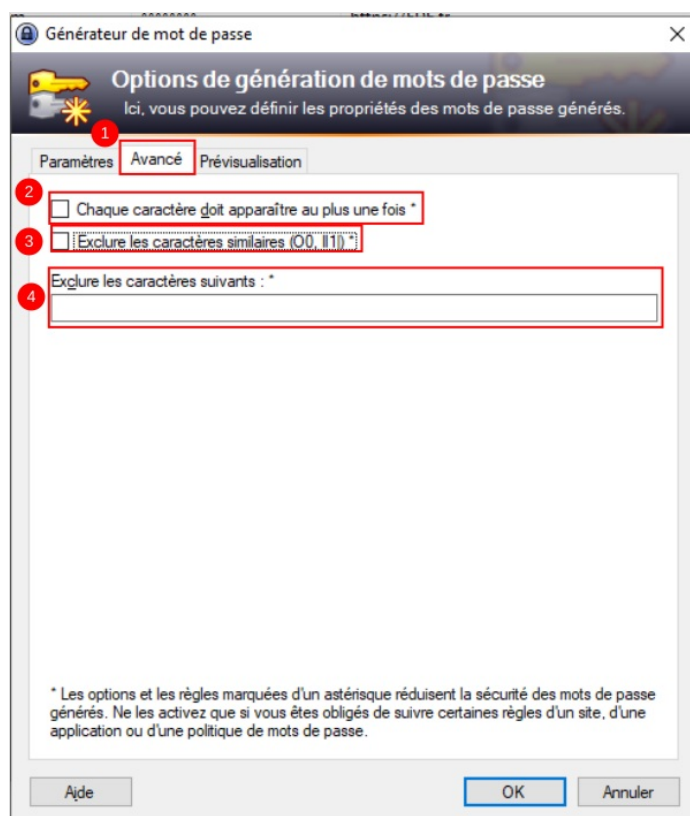 Générateur de mot de passe
Options de génération de mots de passe
Ici, vous pouvez définir les propriétés des mots de passe générés.
1
Paramètres Avancé Prévisualisation
2
Chaque caractère doit apparaître au plus une fois *
3
Exclure les caractères similaires (O0, Il1|) *
4
Exclure les caractères suivants : *
* Les options et les règles marquées d'un astérisque réduisent la sécurité des mots de passe
générés. Ne les activez que si vous êtes obligés de suivre certaines règles d'un site, d'une
application ou d'une politique de mots de passe.
Aide OK Annuler